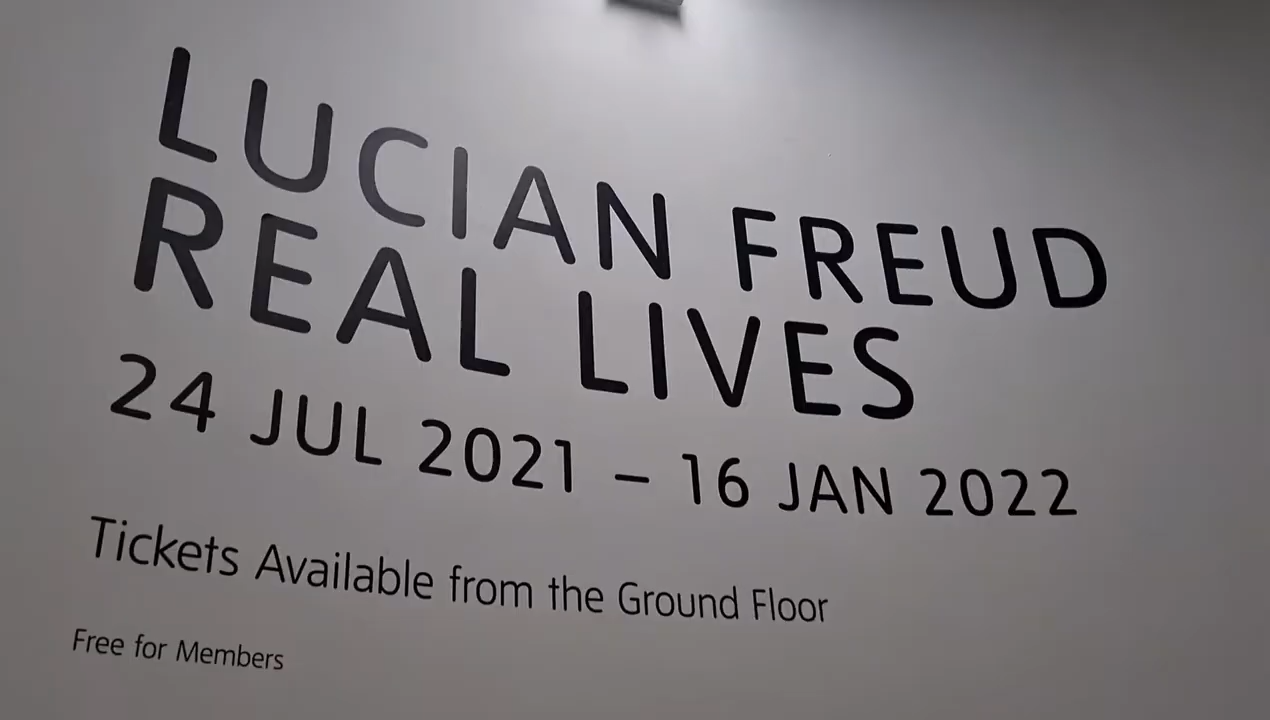 LUCIAN FREUD
REAL LIVES
24 JUL 2021 – 16 JAN 2022
Tickets Available from the Ground Floor
Free for Members